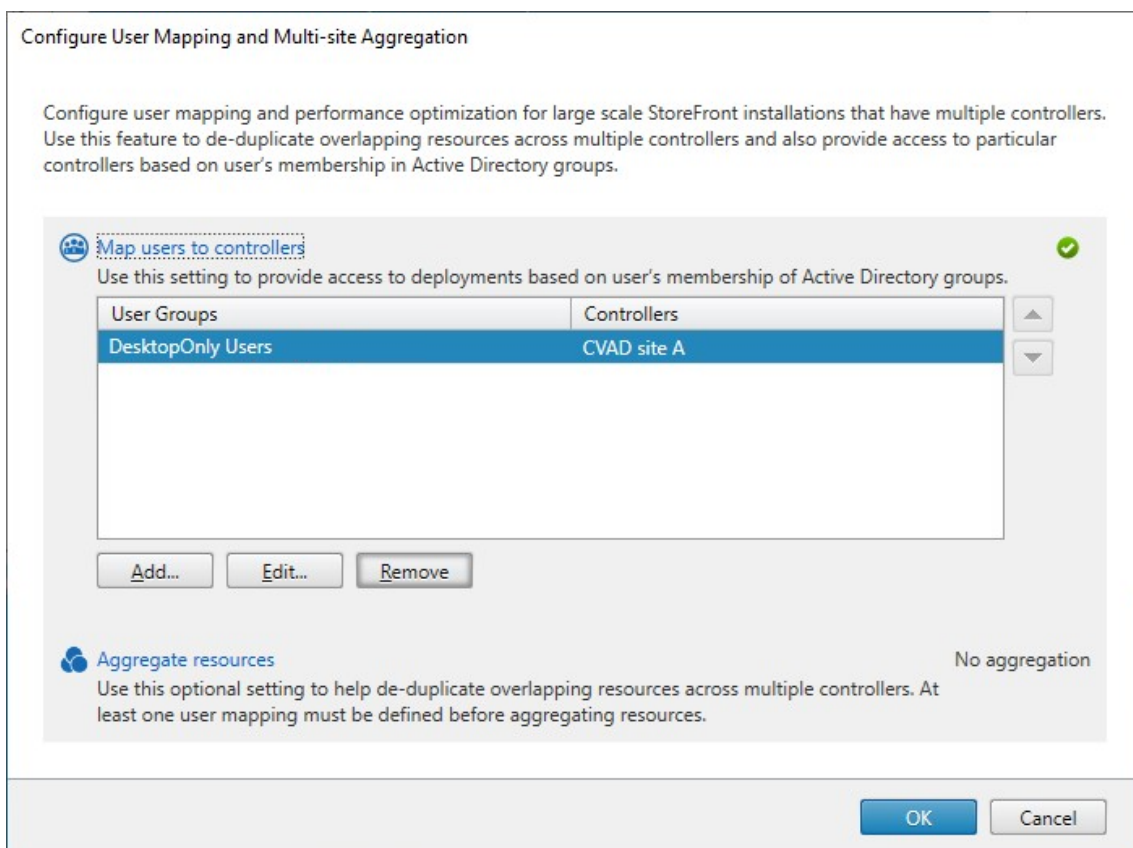 Configure User Mapping and Multi-site Aggregation
Configure user mapping and performance optimization for large scale StoreFront installations that have multiple controllers.
Use this feature to de-duplicate overlapping resources across multiple controllers and also provide access to particular
controllers based on user's membership in Active Directory groups.
Map users to controllers
Use this setting to provide access to deployments based on user's membership of Active Directory groups.
User Groups Controllers
DesktopOnly Users CVAD site A
Add... Edit... Remove
Aggregate resources No aggregation
Use this optional setting to help de-duplicate overlapping resources across multiple controllers. At
least one user mapping must be defined before aggregating resources.
OK Cancel